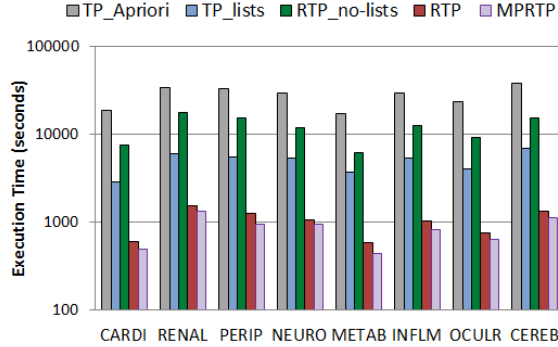 TP_Apriori TP_lists RTP_no-lists RTP MPRTP
100000
10000
1000
100
Execution Time (seconds)
CARDI RENAL PERIP NEURO METAB INFLM OCULR CEREB